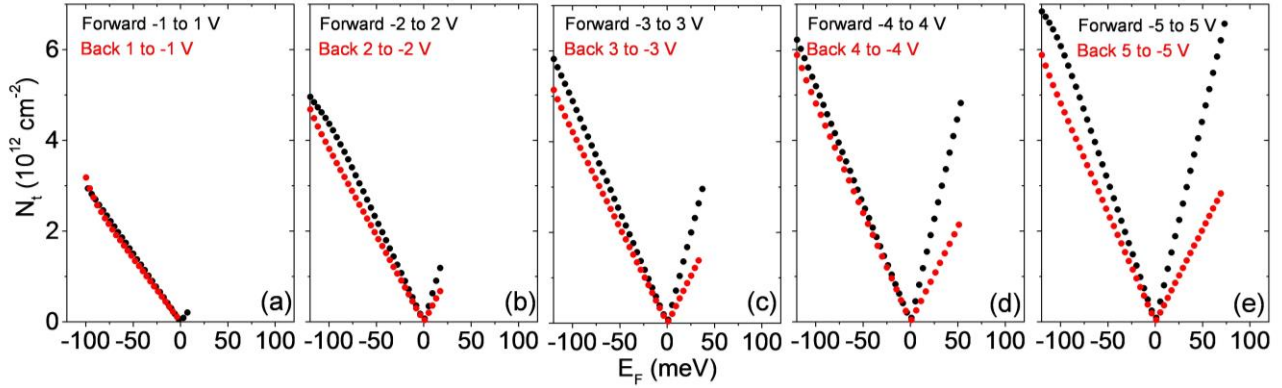 Forward -1 to 1 V
Back 1 to -1 V
Forward -2 to 2 V
Back 2 to -2 V
Forward -3 to 3 V
Back 3 to -3 V
Forward -4 to 4 V
Back 4 to -4 V
Forward -5 to 5 V
Back 5 to -5 V
6
4
2
0
N_t (10^12 cm^-2)
(a)
(b)
(c)
(d)
(e)
-100 -50 0 50 100
-100 -50 0 50 100
-100 -50 0 50 100
-100 -50 0 50 100
-100 -50 0 50 100
E_F (meV)